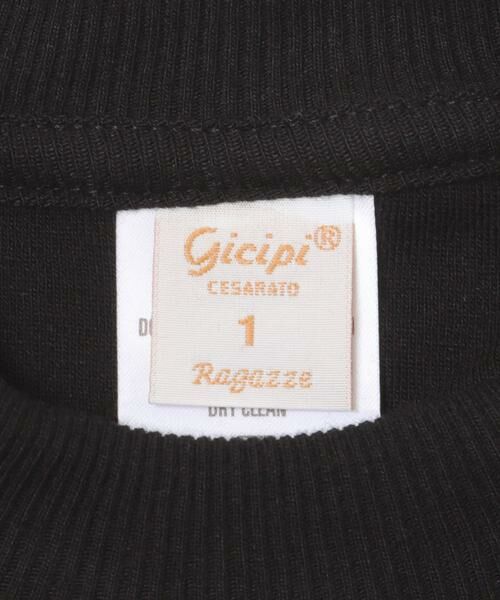 Gicipi®
CESARATO
1
Ragazze
DRY CLEAN